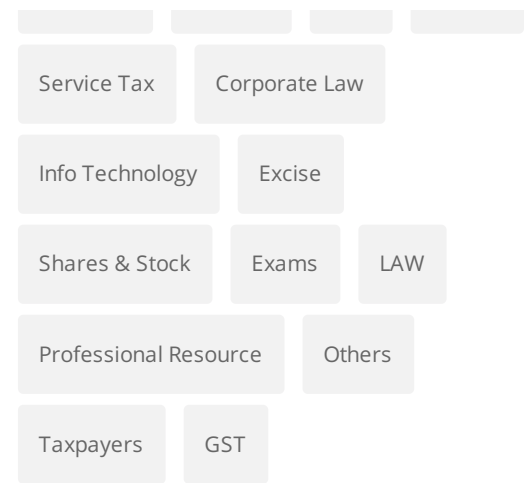 Service Tax Corporate Law
Info Technology Excise
Shares & Stock Exams LAW
Professional Resource Others
Taxpayers GST